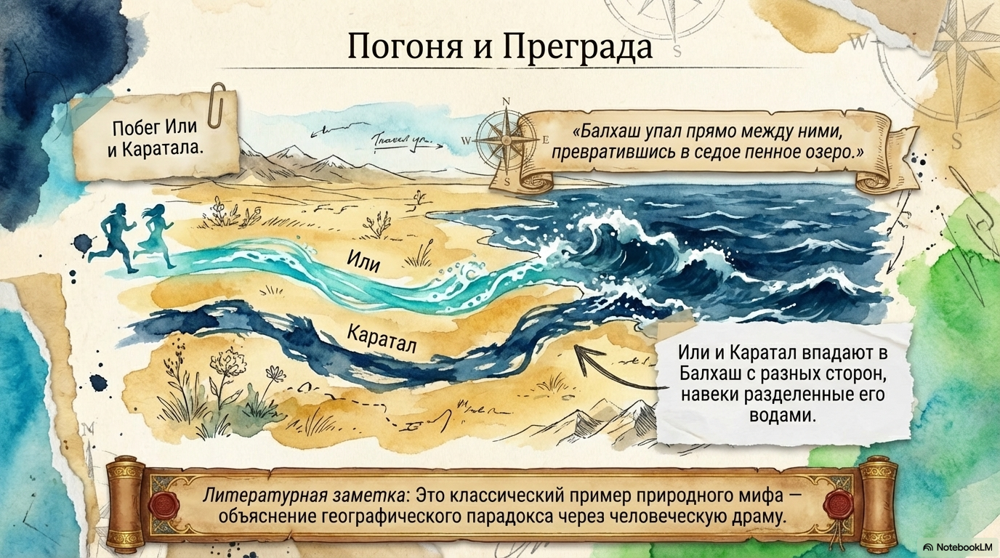 Погоня и Преграда
Побег Или
и Каратала.
N
W
E
S
«Балхаш упал прямо между ними,
превратившись в седое пенное озеро.»
W
S
S
Или
Каратал
Или и Каратал впадают в
Балхаш с разных сторон,
навеки разделенные его
водами.
Литературная заметка: Это классический пример природного мифа —
объяснение географического парадокса через человеческую драму.
NotebookLM